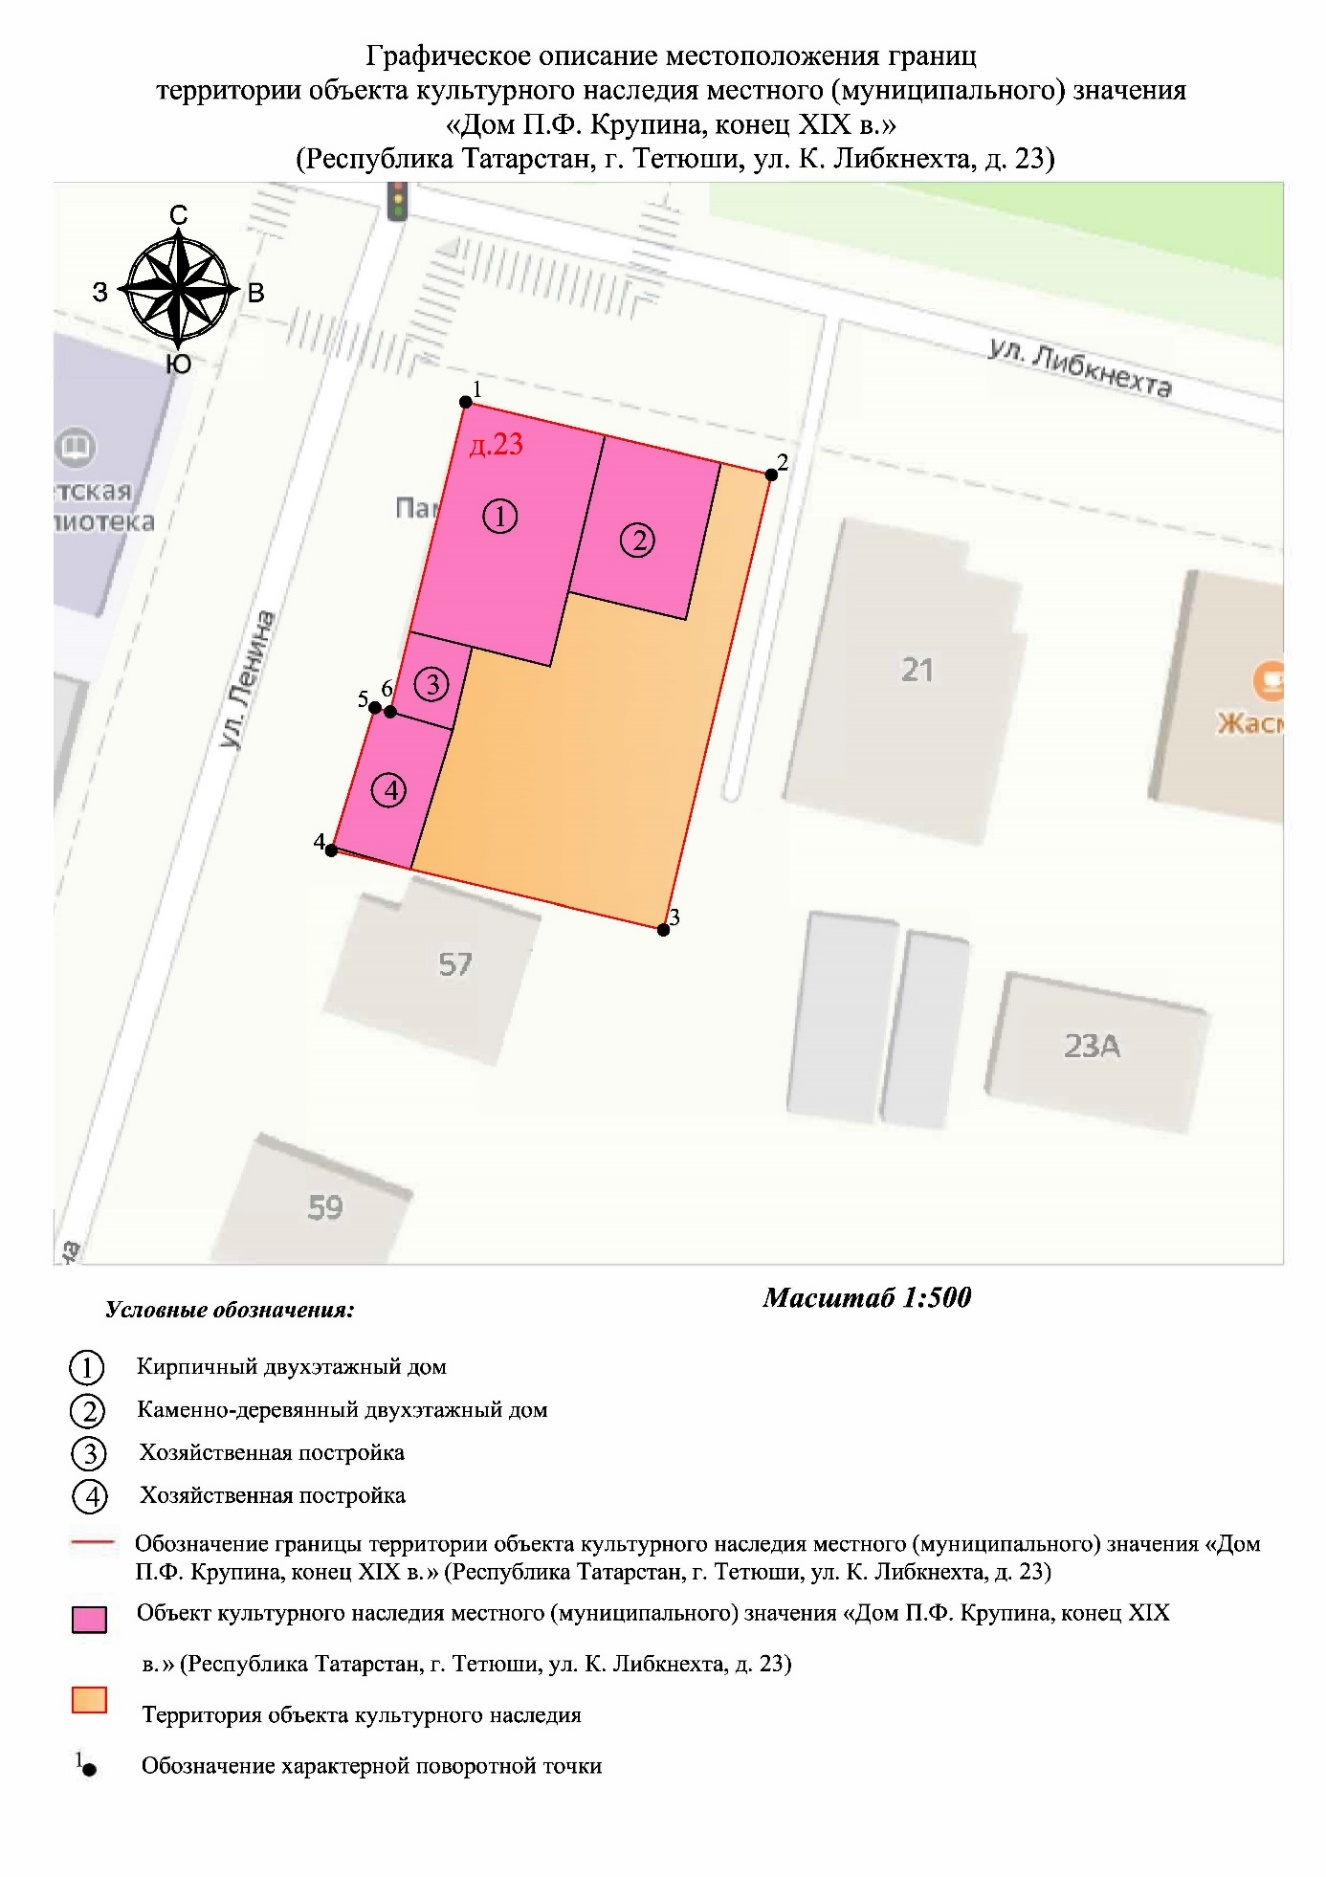 Графическое описание местоположения границ
территории объекта культурного наследия местного (муниципального) значения
«Дом П.Ф. Крупина, конец XIX в.»
(Республика Татарстан, г. Тетюши, ул. К. Либкнехта, д. 23)
С
З
В
Ю
ул. Либкнехта
1
д.23
2
тская
лиотека
Пам
1
2
21
ул. Ленина
3
5
6
Жасм
4
4
3
57
23А
59
на
Условные обозначения:
Масштаб 1:500
1 Кирпичный двухэтажный дом
2 Каменно-деревянный двухэтажный дом
3 Хозяйственная постройка
4 Хозяйственная постройка
Обозначение границы территории объекта культурного наследия местного (муниципального) значения «Дом
П.Ф. Крупина, конец XIX в.» (Республика Татарстан, г. Тетюши, ул. К. Либкнехта, д. 23)
Объект культурного наследия местного (муниципального) значения «Дом П.Ф. Крупина, конец XIX
в.» (Республика Татарстан, г. Тетюши, ул. К. Либкнехта, д. 23)
Территория объекта культурного наследия
1 Обозначение характерной поворотной точки